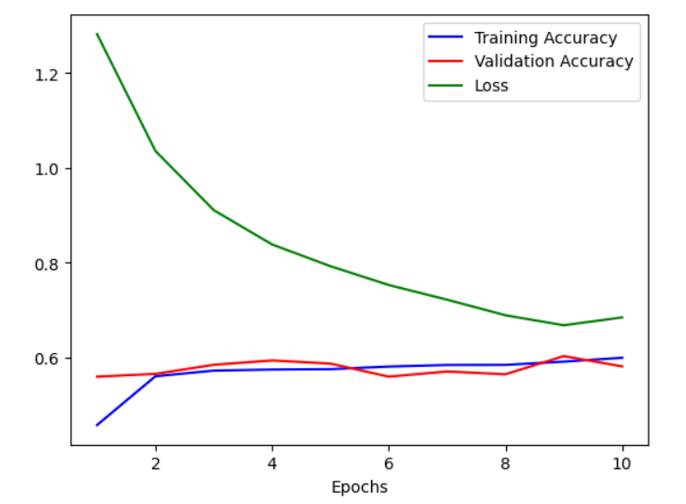 Training Accuracy
Validation Accuracy
Loss
1.2
1.0
0.8
0.6
2 4 6 8 10
Epochs